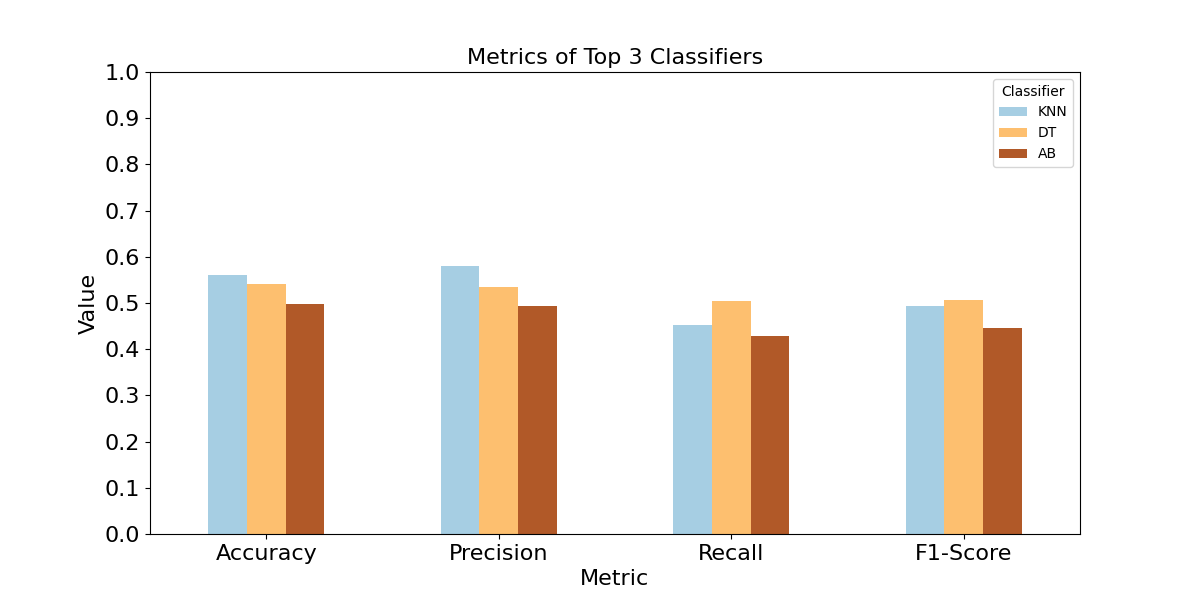 Metrics of Top 3 Classifiers
1.0
0.9
0.8
0.7
0.6
0.5
0.4
0.3
0.2
0.1
0.0
Value
Classifier
KNN
DT
AB
Accuracy Precision Recall F1-Score
Metric